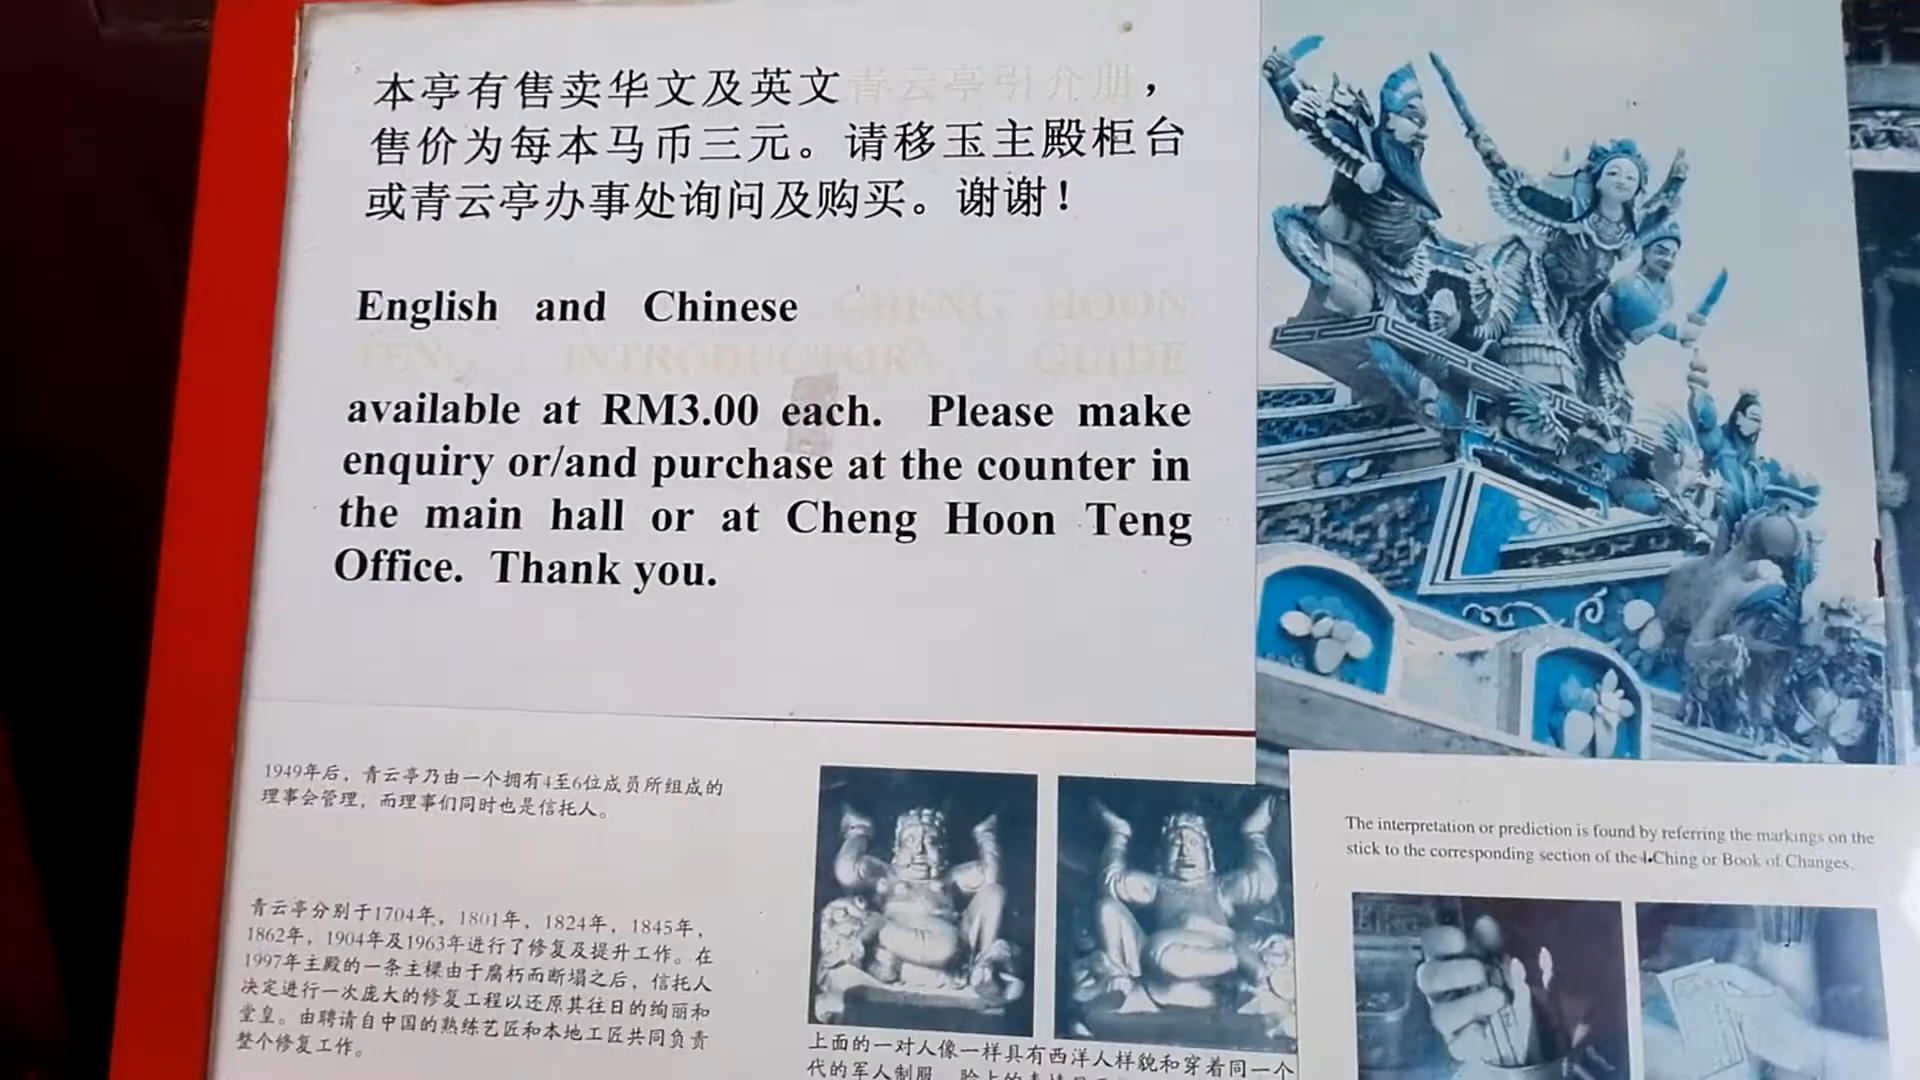 本亭有售卖华文及英文青云亭引介册，
售价为每本马币三元。请移玉主殿柜台
或青云亭办事处询问及购买。谢谢！
English and Chinese CHENG HOON
TENG INTRODUCTORY GUIDE
available at RM3.00 each. Please make
enquiry or/and purchase at the counter in
the main hall or at Cheng Hoon Teng
Office. Thank you.
1949年后，青云亭乃由一个拥有4至6位成员所组成的
理事会管理，而理事们同时也是信托人。
青云亭分别于1704年，1801年，1824年，1845年，
1862年，1904年及1963年进行了修复及提升工作。在
1997年主殿的一条主樑由于腐朽而断塌之后，信托人
决定进行一次庞大的修复工程以还原其往日的绚丽和
堂皇。由聘请自中国的熟练艺匠和本地工匠共同负责
整个修复工作。
上面的一对人像一样具有西洋人样貌和穿着同一个
代的军人制服
The interpretation or prediction is found by referring the markings on the
stick to the corresponding section of the I-Ching or Book of Changes.